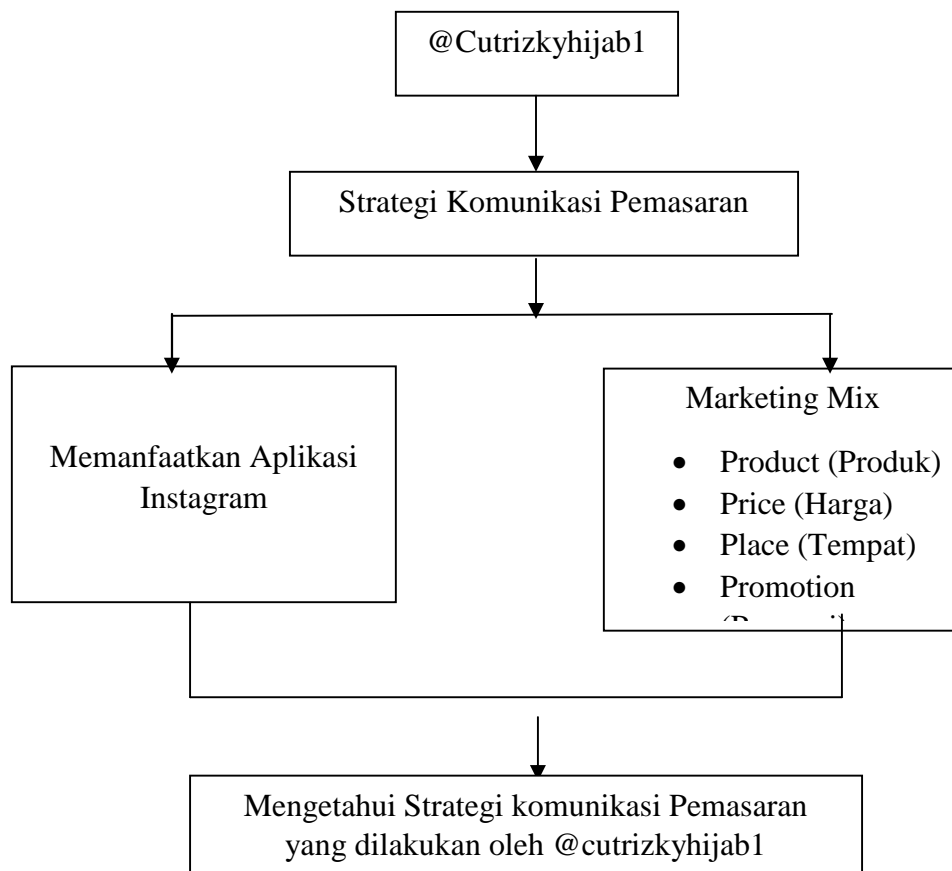 @Cutrizkyhijab1
Strategi Komunikasi Pemasaran
Memanfaatkan Aplikasi
Instagram
Marketing Mix
• Product (Produk)
• Price (Harga)
• Place (Tempat)
• Promotion
Mengetahui Strategi komunikasi Pemasaran
yang dilakukan oleh @cutrizkyhijab1